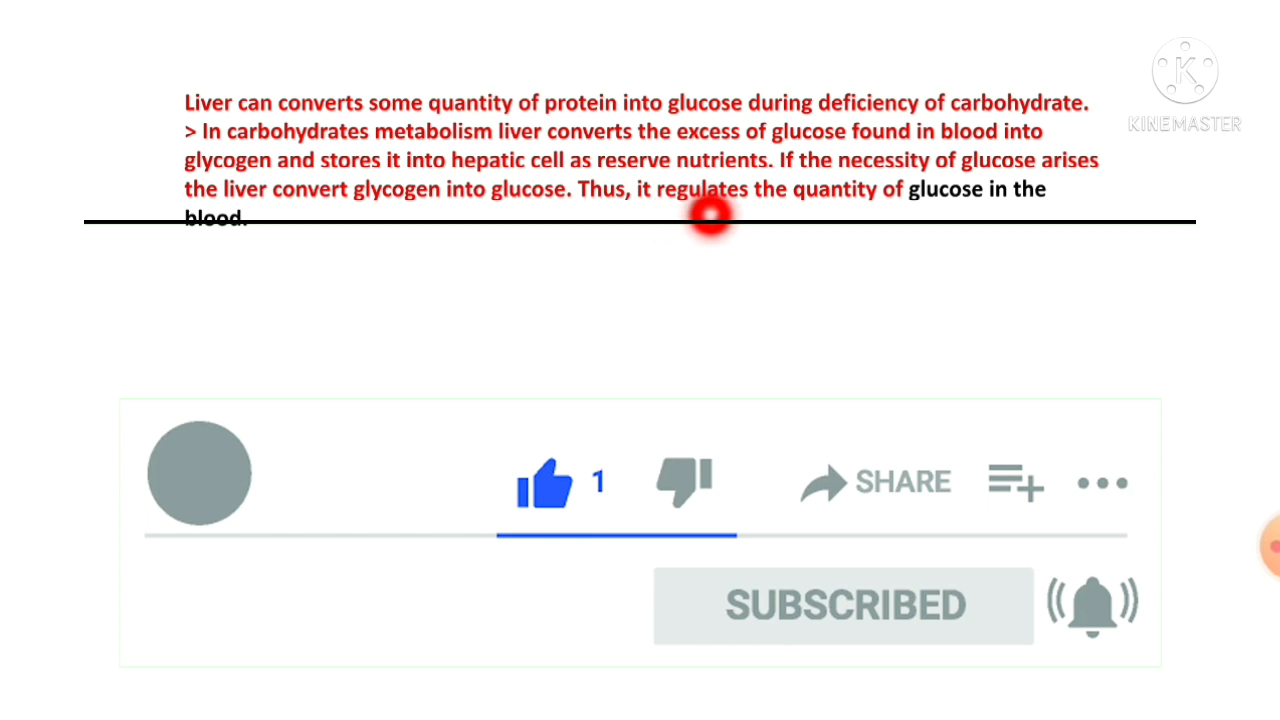 Liver can converts some quantity of protein into glucose during deficiency of carbohydrate.
> In carbohydrates metabolism liver converts the excess of glucose found in blood into
glycogen and stores it into hepatic cell as reserve nutrients. If the necessity of glucose arises
the liver convert glycogen into glucose. Thus, it regulates the quantity of glucose in the
blood.
K
KINEMASTER
1
SHARE
SUBSCRIBED